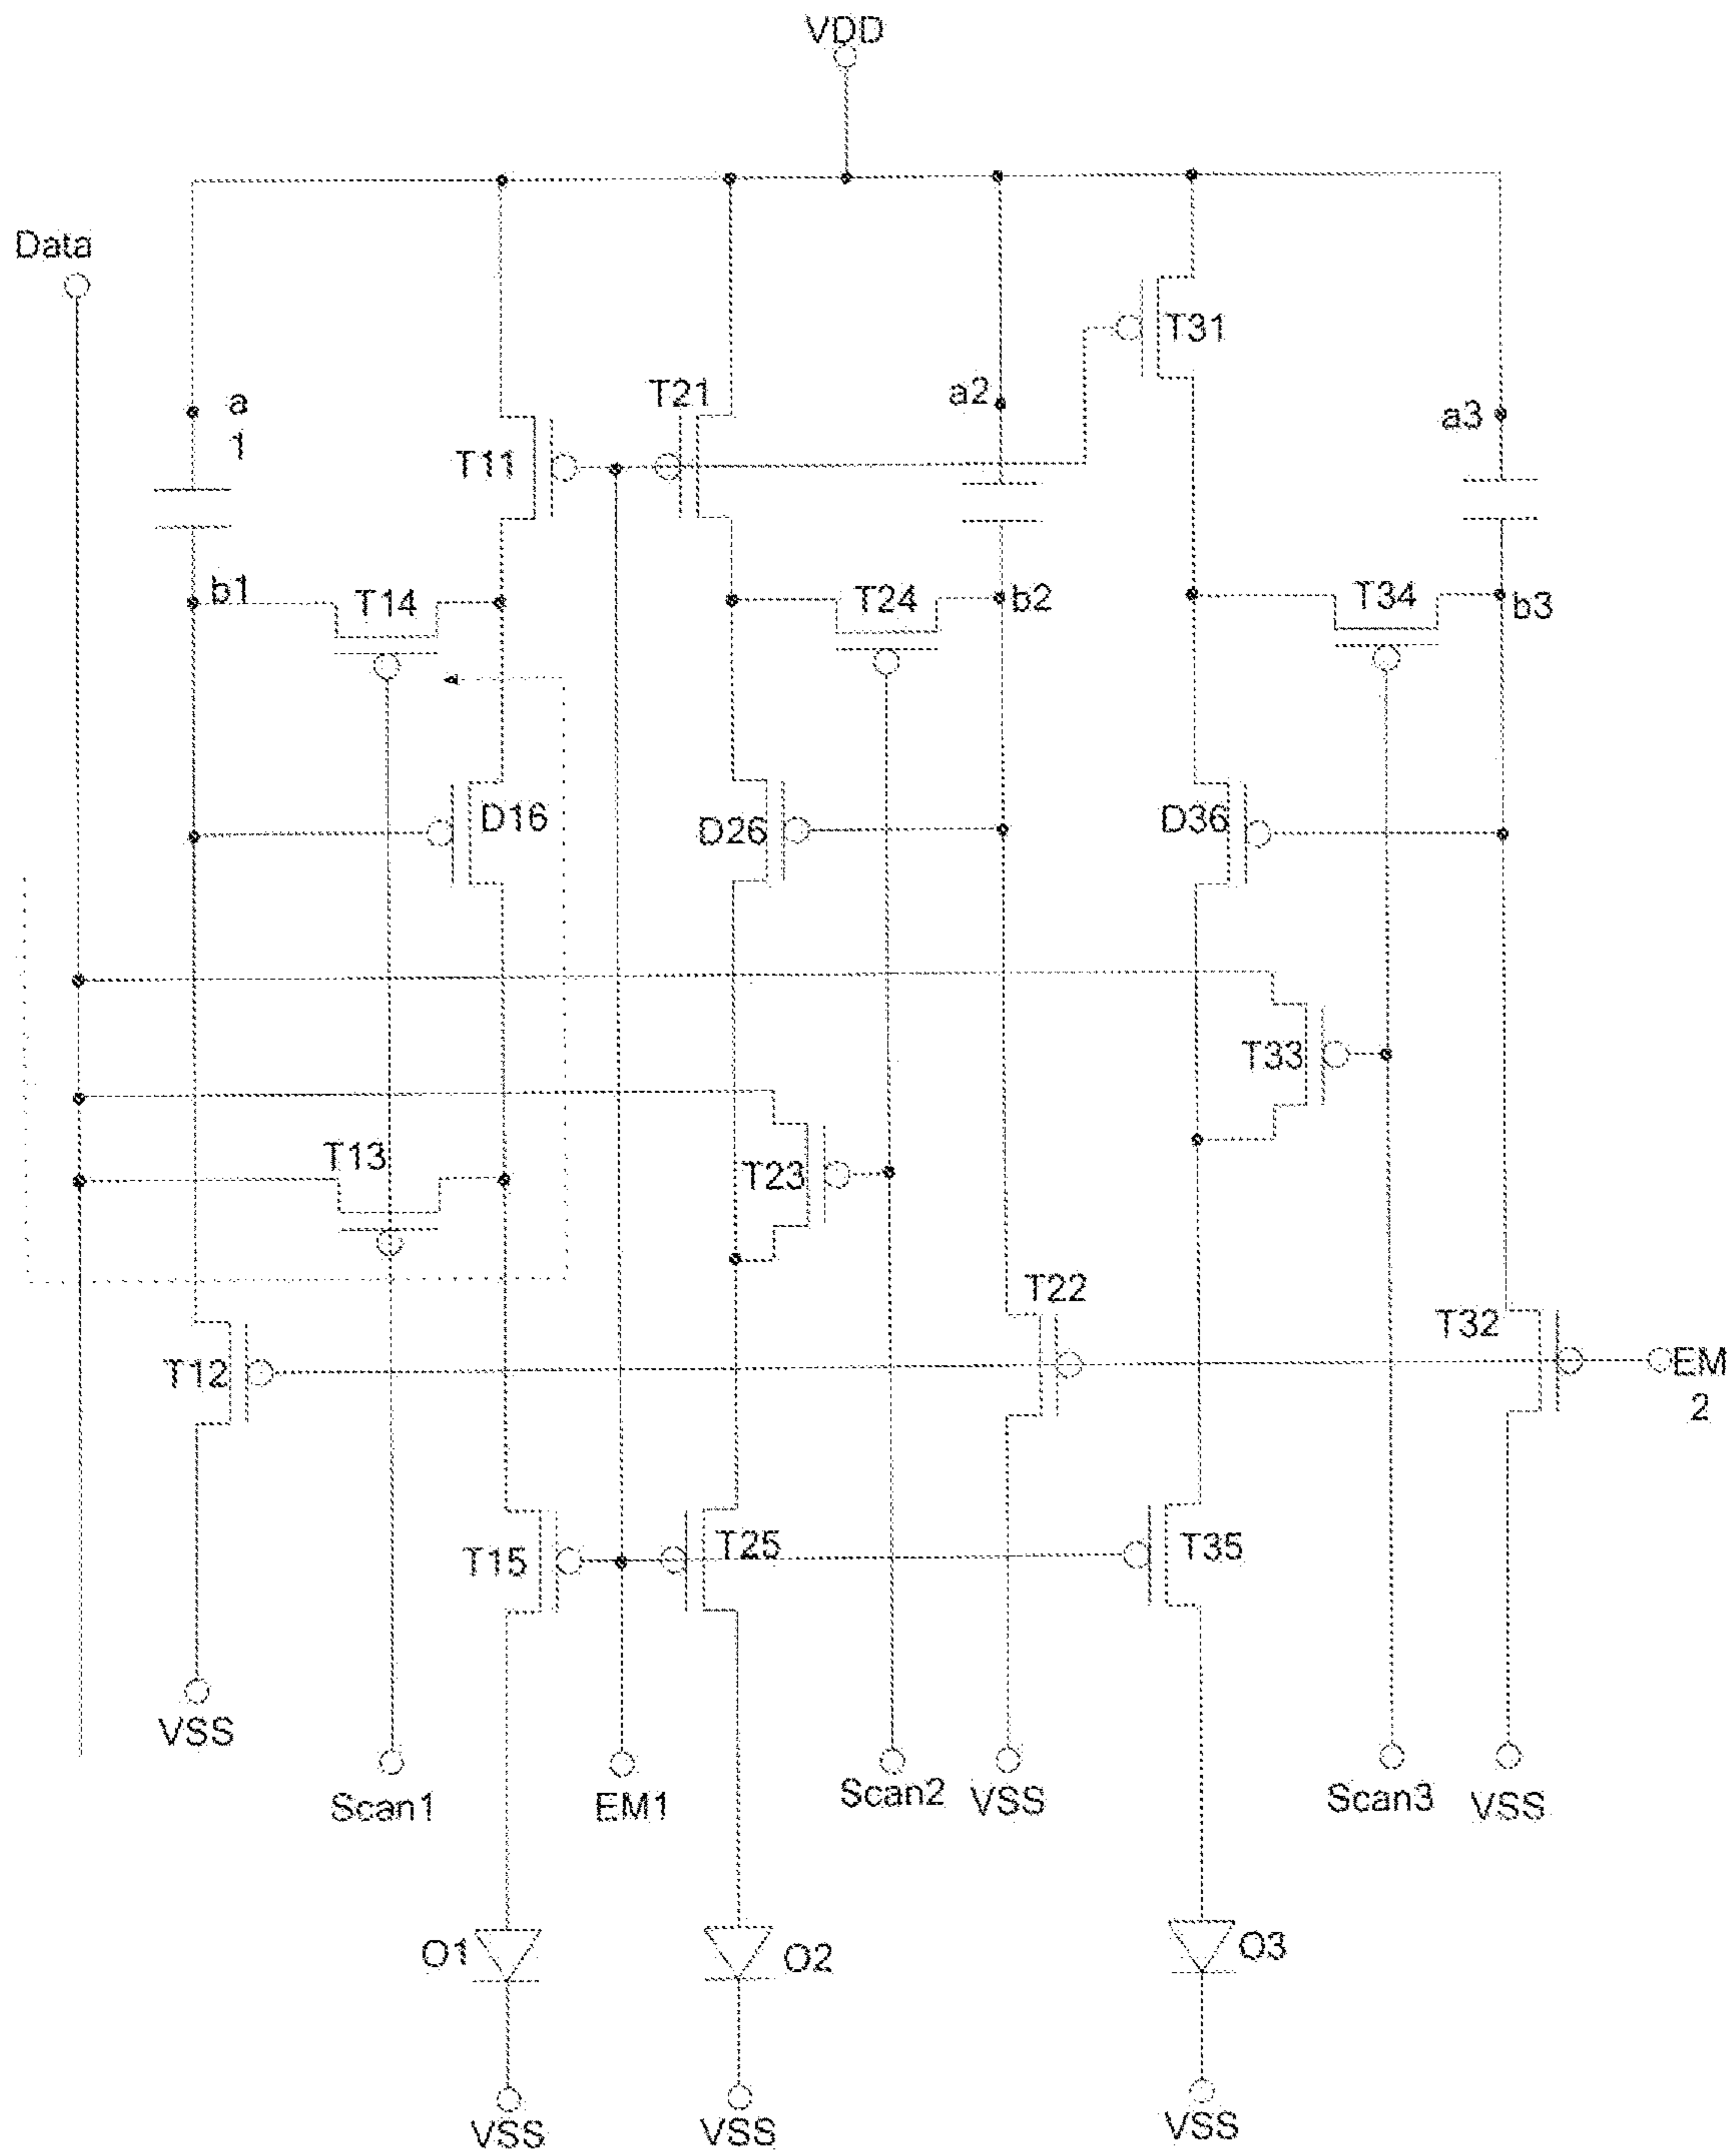 VDD
Data
T31
T21
a2
a
1
a3
T11
b1
T14
T24
b2
T34
b3
D16
D26
D36
T33
T13
T23
T22
T32
T12
EM
2
T15
T25
T35
VSS
Scan1
EM1
Scan2
VSS
Scan3
VSS
O1
O2
O3
VSS
VSS
VSS